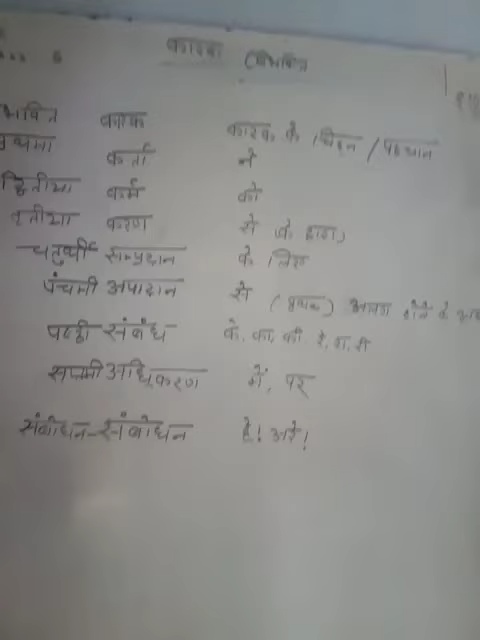 कारक विभक्ति
भक्ति कारक कारक के चिह्न / पहचान
प्रथमा कर्ता ने
द्वितीया कर्म को
तृतीया करण से (के द्वारा)
चतुर्थी सम्प्रदान के लिए
पंचमी अपादान से (पृथक) अलग होने के
षष्ठी संबंध के, का, की, रे, रा, री
सप्तमी अधिकरण में, पर
संबोधन-संबोधन हे! अरे!